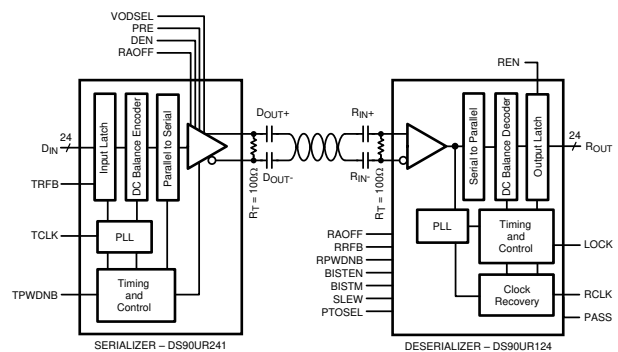 VODSEL
PRE
DEN
RAOFF
REN
24
DIN
TRFB
TCLK
TPWDNB
Input Latch
DC Balance Encoder
Parallel to Serial
PLL
Timing
and
Control
DOUT+
DOUT-
RT = 100Ω
RIN+
RIN-
RT = 100Ω
Serial to Parallel
DC Balance Decoder
Output Latch
24
ROUT
PLL
Timing
and
Control
Clock
Recovery
RAOFF
RRFB
RPWDNB
BISTEN
BISTM
SLEW
PTOSEL
LOCK
RCLK
PASS
SERIALIZER – DS90UR241
DESERIALIZER – DS90UR124